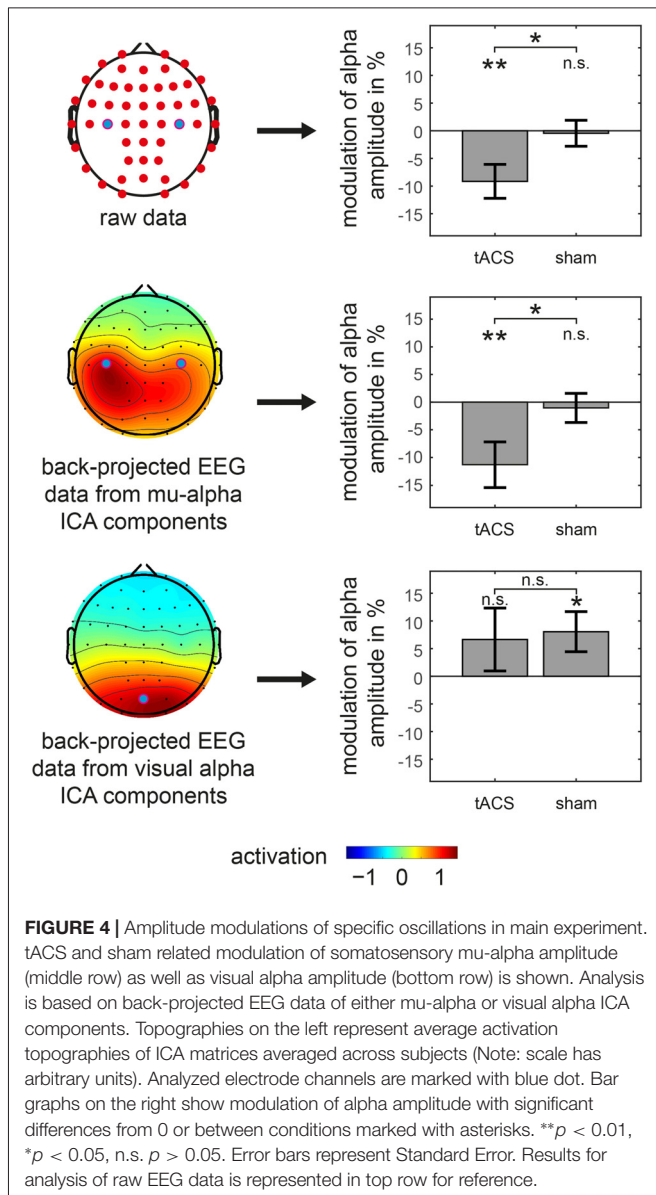 15
10
5
0
-5
-10
-15
modulation of alpha
amplitude in %
*
**
n.s.
tACS
sham
raw data
15
10
5
0
-5
-10
-15
modulation of alpha
amplitude in %
*
**
n.s.
tACS
sham
back-projected EEG
data from mu-alpha
ICA components
15
10
5
0
-5
-10
-15
modulation of alpha
amplitude in %
n.s.
n.s.
*
tACS
sham
back-projected EEG
data from visual alpha
ICA components
activation
−1 0 1
FIGURE 4 | Amplitude modulations of specific oscillations in main experiment.
tACS and sham related modulation of somatosensory mu-alpha amplitude
(middle row) as well as visual alpha amplitude (bottom row) is shown. Analysis
is based on back-projected EEG data of either mu-alpha or visual alpha ICA
components. Topographies on the left represent average activation
topographies of ICA matrices averaged across subjects (Note: scale has
arbitrary units). Analyzed electrode channels are marked with blue dot. Bar
graphs on the right show modulation of alpha amplitude with significant
differences from 0 or between conditions marked with asterisks. **p < 0.01,
*p < 0.05, n.s. p > 0.05. Error bars represent Standard Error. Results for
analysis of raw EEG data is represented in top row for reference.